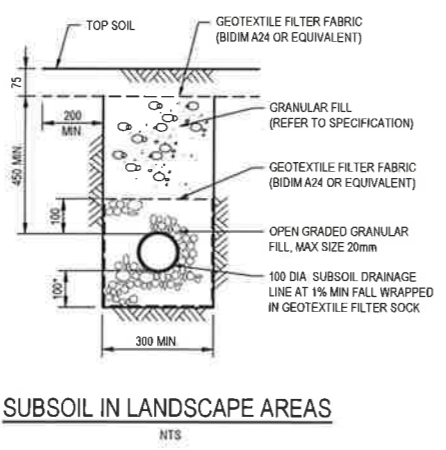 TOP SOIL
GEOTEXTILE FILTER FABRIC
(BIDIM A24 OR EQUIVALENT)
75
200
MIN
GRANULAR FILL
(REFER TO SPECIFICATION)
450 MIN.
GEOTEXTILE FILTER FABRIC
(BIDIM A24 OR EQUIVALENT)
100
OPEN GRADED GRANULAR
FILL, MAX SIZE 20mm
100 DIA SUBSOIL DRAINAGE
LINE AT 1% MIN FALL WRAPPED
IN GEOTEXTILE FILTER SOCK
100*
300 MIN.
SUBSOIL IN LANDSCAPE AREAS
NTS